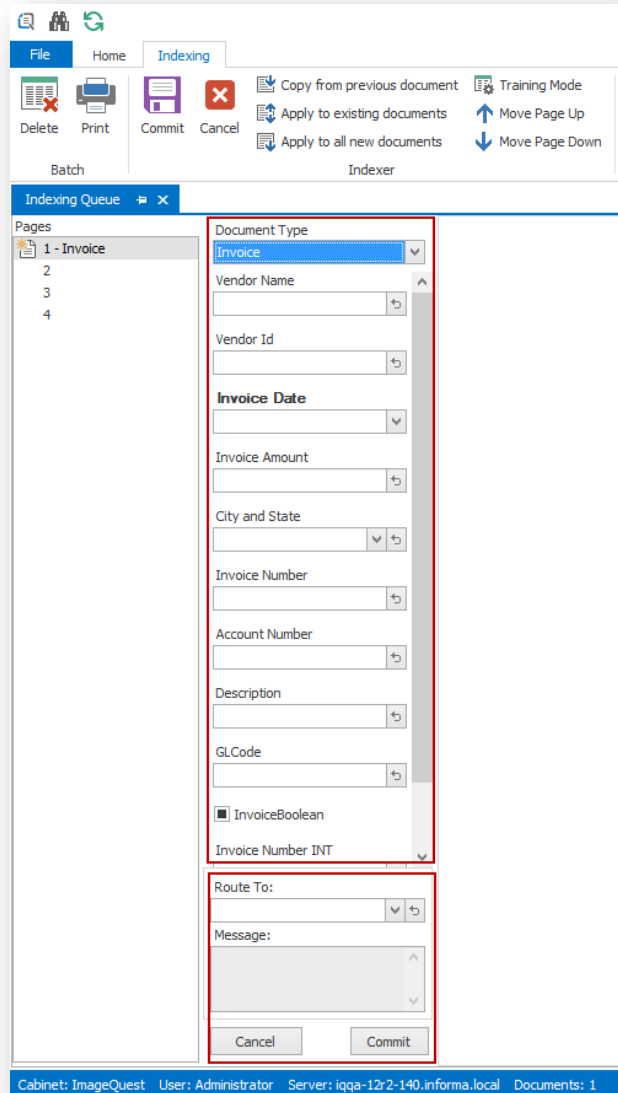 File Home Indexing
Delete Print Commit Cancel
Copy from previous document
Apply to existing documents
Apply to all new documents
Training Mode
Move Page Up
Move Page Down
Batch Indexer
Indexing Queue
Pages
1 - Invoice
2
3
4
Document Type
Invoice
Vendor Name
Vendor Id
Invoice Date
Invoice Amount
City and State
Invoice Number
Account Number
Description
GLCode
InvoiceBoolean
Invoice Number INT
Route To:
Message:
Cancel Commit
Cabinet: ImageQuest User: Administrator Server: iqqa-12r2-140.informa.local Documents: 1